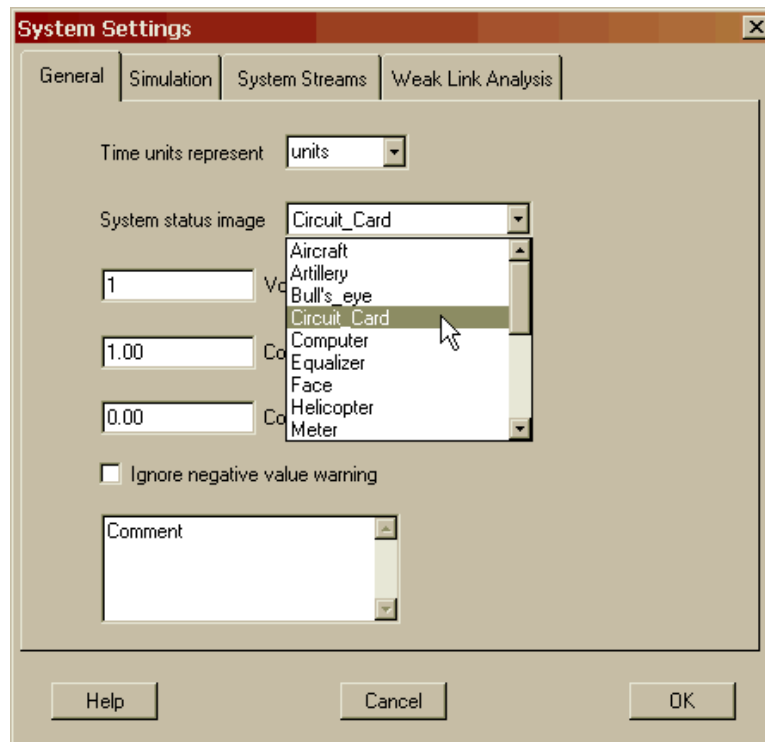 System Settings
General Simulation System Streams Weak Link Analysis
Time units represent units
System status image Circuit_Card
Aircraft
Artillery
1
Bull's_eye
Circuit_Card
Computer
1.00 Co
Equalizer
Face
Helicopter
0.00 Co
Meter
Ignore negative value warning
Comment
Help Cancel OK